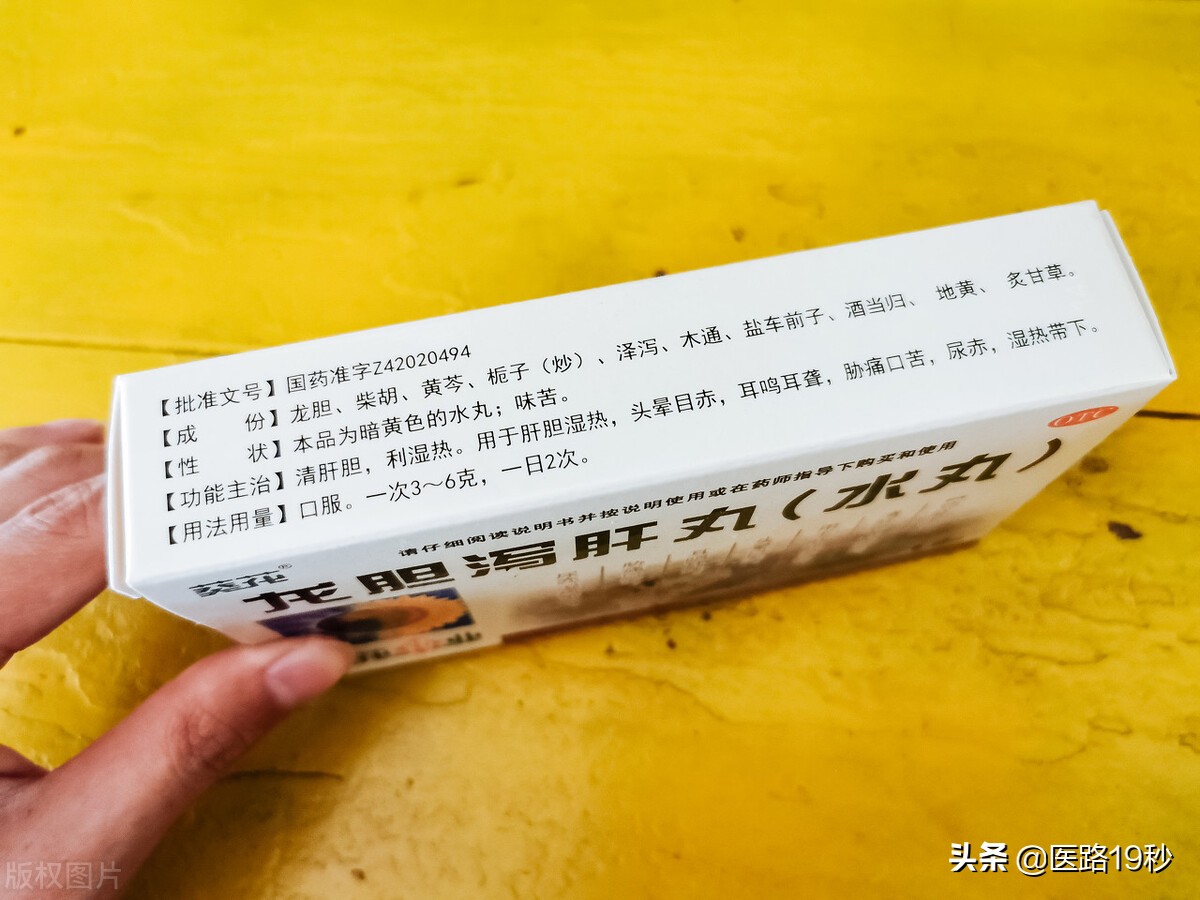 【批准文号】国药准字Z42020494
【成 份】龙胆、柴胡、黄芩、栀子（炒）、泽泻、木通、盐车前子、酒当归、地黄、炙甘草。
【性 状】本品为暗黄色的水丸；味苦。
【功能主治】清肝胆，利湿热。用于肝胆湿热，头晕目赤，耳鸣耳聋，胁痛口苦，尿赤，湿热带下。
【用法用量】口服。一次3～6克，一日2次。
OTC
请仔细阅读说明书并按说明使用或在药师指导下购买和使用
葵花®
龙胆泻肝丸（水丸）
版权图片
头条 @医路19秒